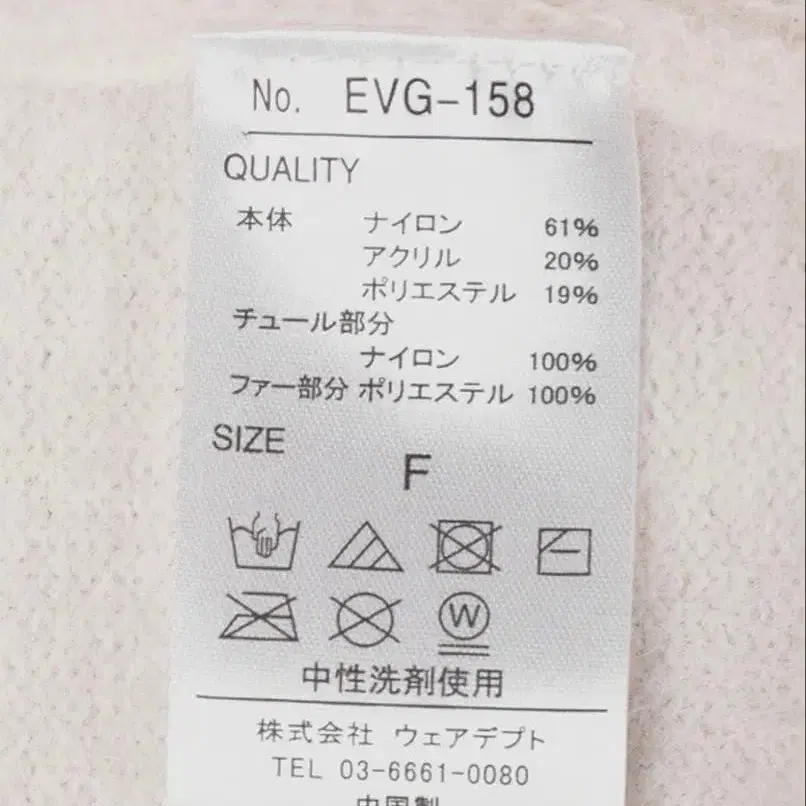 No. EVG-158
QUALITY
本体 ナイロン 61%
アクリル 20%
ポリエステル 19%
チュール部分
ナイロン 100%
ファー部分 ポリエステル 100%
SIZE
F
W
中性洗剤使用
株式会社 ウェアデプト
TEL 03-6661-0080
中国製